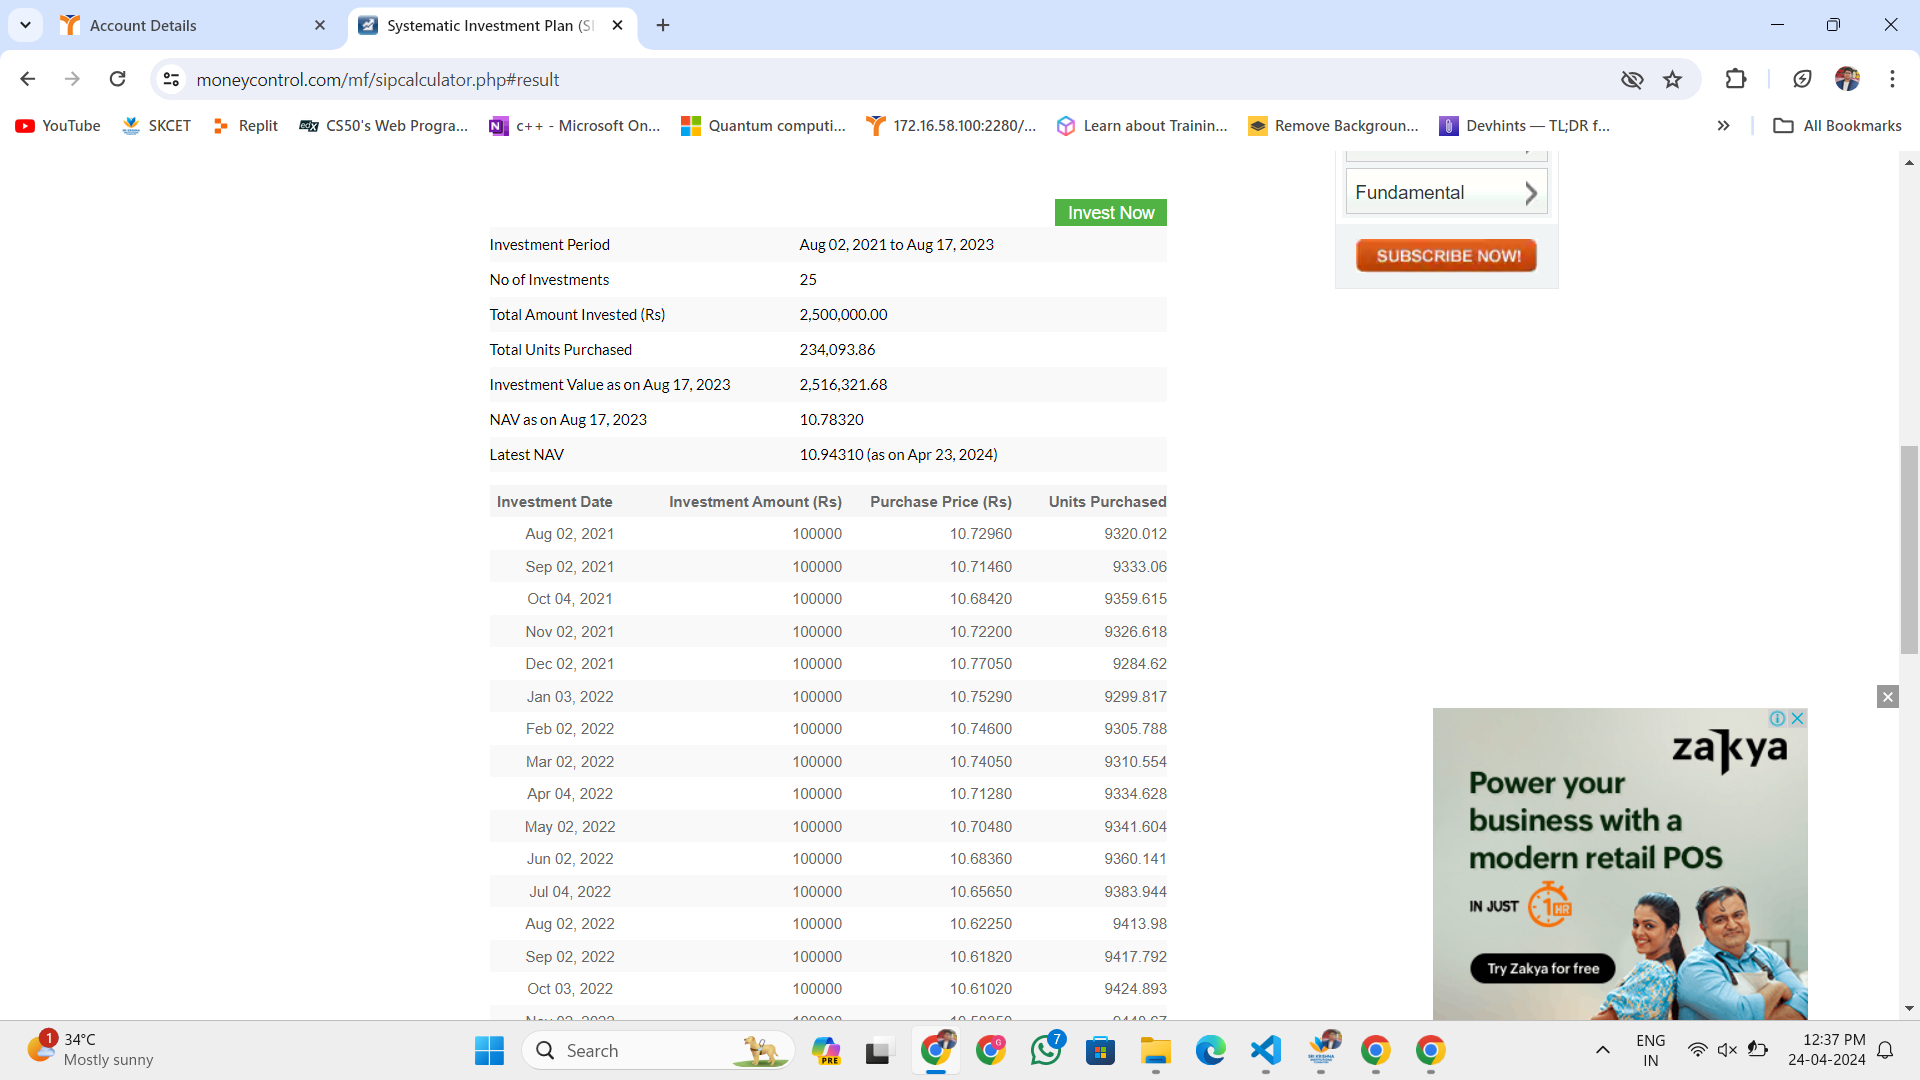 Account Details
Systematic Investment Plan (SI
moneycontrol.com/mf/sipcalculator.php#result
YouTube
SKCET
Replit
edX CS50's Web Progra...
c++ - Microsoft On...
Quantum computi...
172.16.58.100:2280/...
Learn about Trainin...
Remove Backgroun...
Devhints — TL;DR f...
All Bookmarks
Fundamental
SUBSCRIBE NOW!
Invest Now
Investment Period Aug 02, 2021 to Aug 17, 2023
No of Investments 25
Total Amount Invested (Rs) 2,500,000.00
Total Units Purchased 234,093.86
Investment Value as on Aug 17, 2023 2,516,321.68
NAV as on Aug 17, 2023 10.78320
Latest NAV 10.94310 (as on Apr 23, 2024)
Investment Date Investment Amount (Rs) Purchase Price (Rs) Units Purchased
Aug 02, 2021 100000 10.72960 9320.012
Sep 02, 2021 100000 10.71460 9333.06
Oct 04, 2021 100000 10.68420 9359.615
Nov 02, 2021 100000 10.72200 9326.618
Dec 02, 2021 100000 10.77050 9284.62
Jan 03, 2022 100000 10.75290 9299.817
Feb 02, 2022 100000 10.74600 9305.788
Mar 02, 2022 100000 10.74050 9310.554
Apr 04, 2022 100000 10.71280 9334.628
May 02, 2022 100000 10.70480 9341.604
Jun 02, 2022 100000 10.68360 9360.141
Jul 04, 2022 100000 10.65650 9383.944
Aug 02, 2022 100000 10.62250 9413.98
Sep 02, 2022 100000 10.61820 9417.792
Oct 03, 2022 100000 10.61020 9424.893
zakya
Power your
business with a
modern retail POS
IN JUST 1 HR
Try Zakya for free
1
34°C
Mostly sunny
Search
PRE
G
7
ENG
IN
12:37 PM
24-04-2024